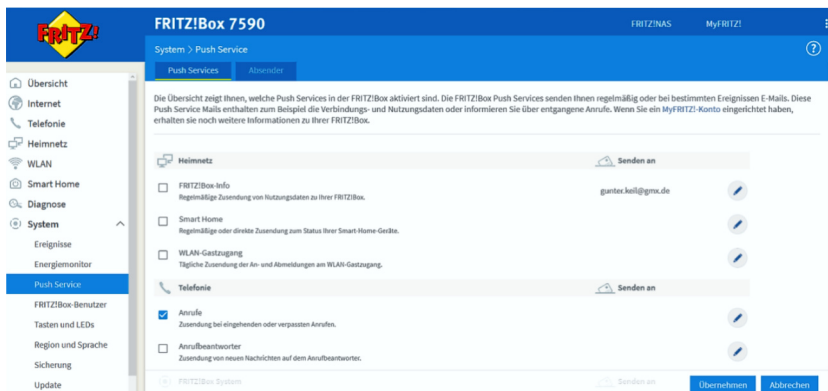 FRITZ!
FRITZ!Box 7590
FRITZ!NAS
MyFRITZ!
System > Push Service
?
Push Services
Absender
Übersicht
Internet
Telefonie
Heimnetz
WLAN
Smart Home
Diagnose
System
Ereignisse
Energiemonitor
Push Service
FRITZ!Box-Benutzer
Tasten und LEDs
Region und Sprache
Sicherung
Update
Die Übersicht zeigt Ihnen, welche Push Services in der FRITZ!Box aktiviert sind. Die FRITZ!Box Push Services senden Ihnen regelmäßig oder bei bestimmten Ereignissen E-Mails. Diese
Push Service Mails enthalten zum Beispiel die Verbindungs- und Nutzungsdaten oder informieren Sie über entgangene Anrufe. Wenn Sie ein MyFRITZ!-Konto eingerichtet haben,
erhalten sie noch weitere Informationen zu Ihrer FRITZ!Box.
Heimnetz
Senden an
FRITZ!Box-Info
gunter.keil@gmx.de
Regelmäßige Zusendung von Nutzungsdaten zu Ihrer FRITZ!Box.
Smart Home
Regelmäßige oder direkte Zusendung zum Status Ihrer Smart-Home-Geräte.
WLAN-Gastzugang
Tägliche Zusendung der An- und Abmeldungen am WLAN-Gastzugang.
Telefonie
Senden an
Anrufe
Zusendung bei eingehenden oder verpassten Anrufen.
Anrufbeantworter
Zusendung von neuen Nachrichten auf dem Anrufbeantworter.
FRITZ!Box System
Senden an
Übernehmen
Abbrechen